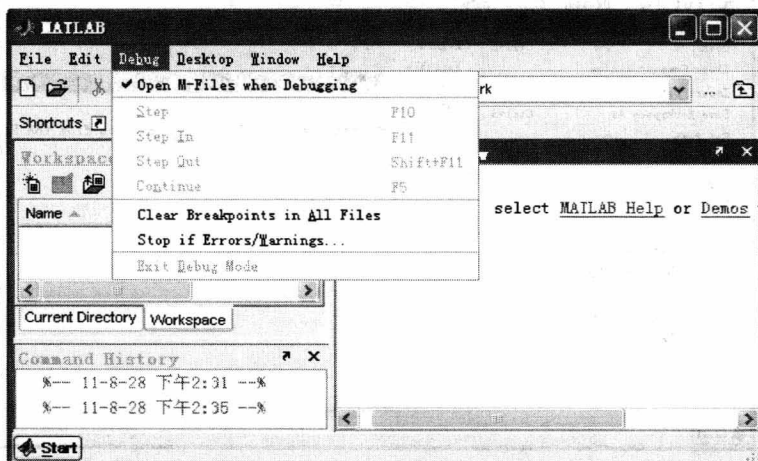 MATLAB
File Edit Debug Desktop Window Help
✓ Open M-Files when Debugging
rk
...
Step F10
Shortcuts
Step In F11
Workspac
Step Out Shift+F11
Continue F5
Name
Clear Breakpoints in All Files
select MATLAB Help or Demos
Stop if Errors/Warnings...
Exit Debug Mode
Current Directory Workspace
Command History
%-- 11-8-28 下午2:31 --%
%-- 11-8-28 下午2:35 --%
Start